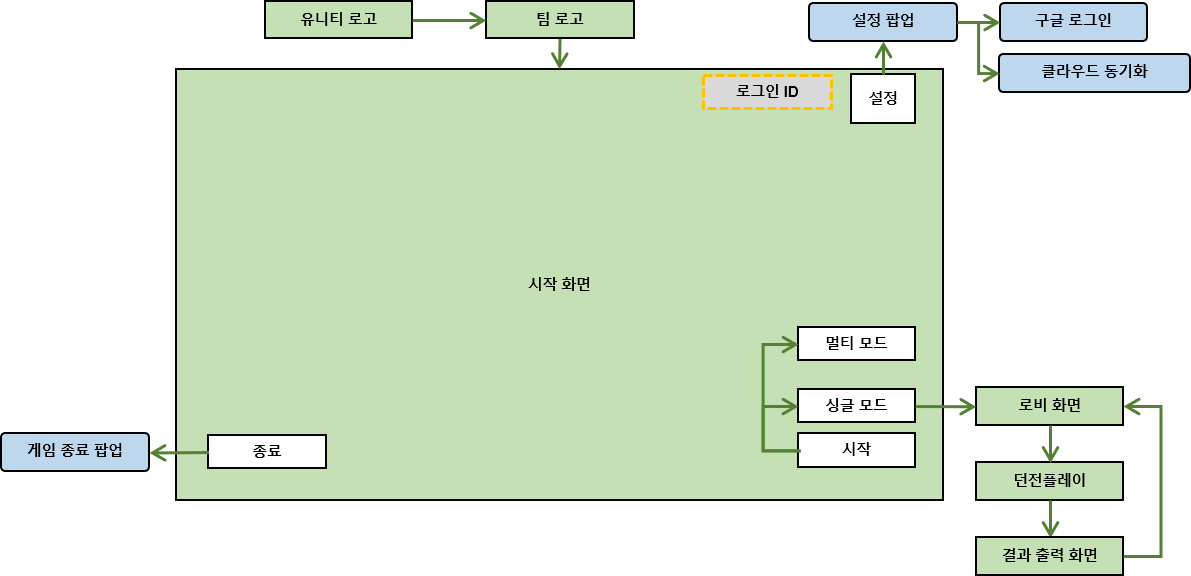 유니티 로고
팀 로고
설정 팝업
구글 로그인
클라우드 동기화
로그인 ID
설정
시작 화면
멀티 모드
싱글 모드
로비 화면
시작
종료
게임 종료 팝업
던전플레이
결과 출력 화면